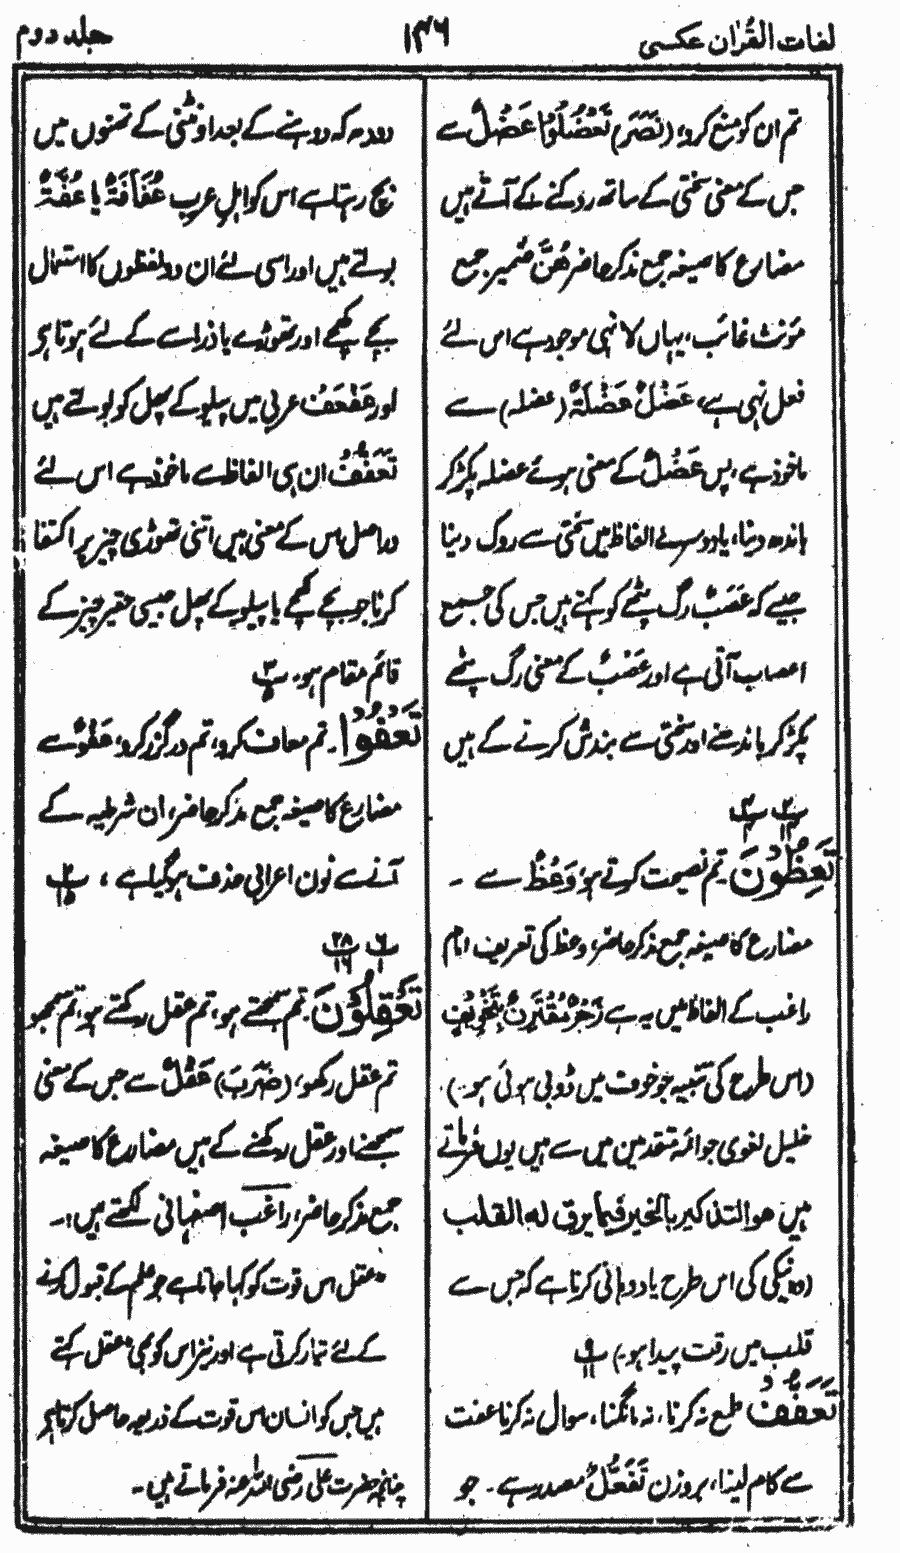 لغات القرآن عکسی
۱۴۶
جلد دوم
تم ان کو منع کرو، (نَصَرَ) تَعْضُلُوْا عَضْلٌ سے
جس کے معنی سختی کے ساتھ روکنے کے آتے ہیں
مضارع کا صیغہ جمع مذکر حاضر هُنَّ ضمیر جمع
مؤنث غائب، یہاں لا نہی موجود ہے اس لئے
فعل نہی ہے، عَضْلٌ عَضْلَةٌ (عضلہ) سے
ماخوذ ہے، پس عَضْلٌ کے معنی ہوئے عضلہ پکڑ کر
باندھ دینا، یا دوسرے الفاظ میں سختی سے روک دینا
جیسے کہ عَصَبٌ رگ پٹھے کو کہتے ہیں جس کی جمع
اعصاب آتی ہے اور عَصْبٌ کے معنی رگ پٹھے
پکڑ کر باندھنے اور سختی سے بندش کرنے کے ہیں
تَعِظُوْنَ تم نصیحت کرتے ہو، وَعْظٌ سے ۔
مضارع کا صیغہ جمع مذکر حاضر، وعظ کی تعریف امام
راغب کے الفاظ میں یہ ہے زَجْرٌ مُقْتَرِنٌ بِتَخْوِیْفٍ
(اس طرح کی تنبیہ جو خوف میں ڈوبی ہوئی ہو ۔)
خلیل لغوی جو ائمہ متقدمین میں سے ہیں یوں فرماتے
ہیں هو التذکیر بالخیر فیما یرق له القلب
(نیکی کی اس طرح یاد دہانی کرنا ہے کہ جس سے
قلب میں رقت پیدا ہو ۔)
تَعَفُّفْ طمع نہ کرنا، نہ مانگنا، سوال نہ کرنا عفت
سے کام لینا، بروزن تَفَعُّلٌ مصدر ہے ۔ جو
دودھ کہ دوہنے کے بعد اونٹنی کے تھنوں میں
بچ رہتا ہے اس کو اہل عرب عُفَافَةٌ یا عُفَّةٌ
بولتے ہیں اور اسی لئے ان دو لفظوں کا استعمال
بچے کھچے اور تھوڑے یا ذرا سے کے لئے ہوتا ہے
اور عَفْعَفٌ عربی میں پیلو کے پھل کو بولتے ہیں
تَعَفُّفٌ ان ہی الفاظ سے ماخوذ ہے اس لئے
دراصل اس کے معنی ہیں اتنی تھوڑی چیز پر اکتفا
کرنا جو بچے کھچے یا پیلو کے پھل جیسی حقیر چیز کے
قائم مقام ہو،
تَعْفُوْا ۔ تم معاف کرو، تم درگزر کرو، عَفْوٌ سے
مضارع کا صیغہ جمع مذکر حاضر، ان شرطیہ کے
آنے سے نون اعرابی حذف ہو گیا ہے ،
تَعْقِلُوْنَ ۔ تم سمجھتے ہو، تم عقل رکھتے ہو، تم سمجھو
تم عقل رکھو، (ضَرَبَ) عَقْلٌ سے جس کے معنی
سمجھنے اور عقل رکھنے کے ہیں مضارع کا صیغہ
جمع مذکر حاضر، راغب اصفہانی لکھتے ہیں :۔
عقل اس قوت کو کہا جاتا ہے جو علم کے قبول کرنے
کے لئے تیار کرتی ہے اور نیز اس کو بھی عقل کہتے
ہیں جس کو انسان اس قوت کے ذریعہ حاصل کرتا ہے
چنانچہ حضرت علی رضی اللہ عنہ فرماتے ہیں ۔